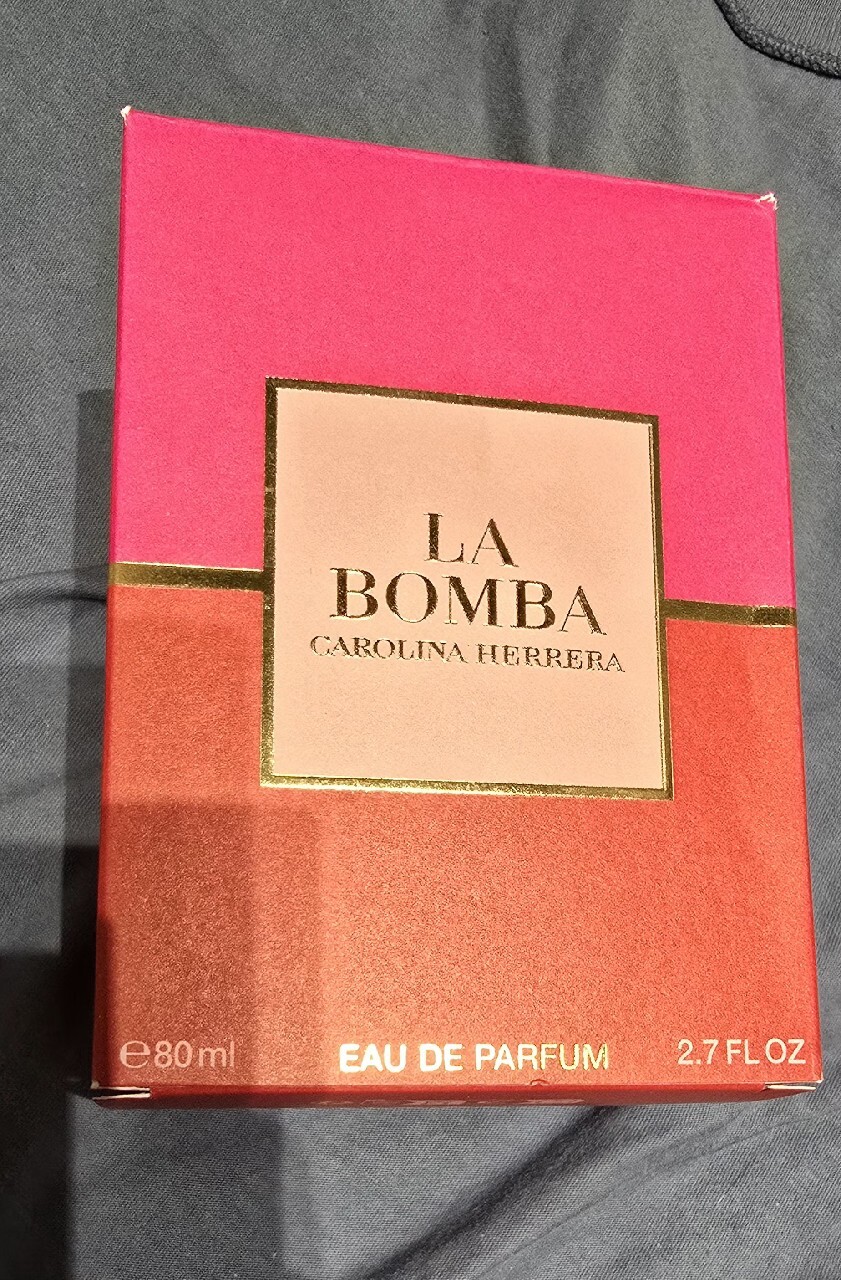 LA
BOMBA
CAROLINA HERRERA
℮80ml EAU DE PARFUM 2.7 FL OZ